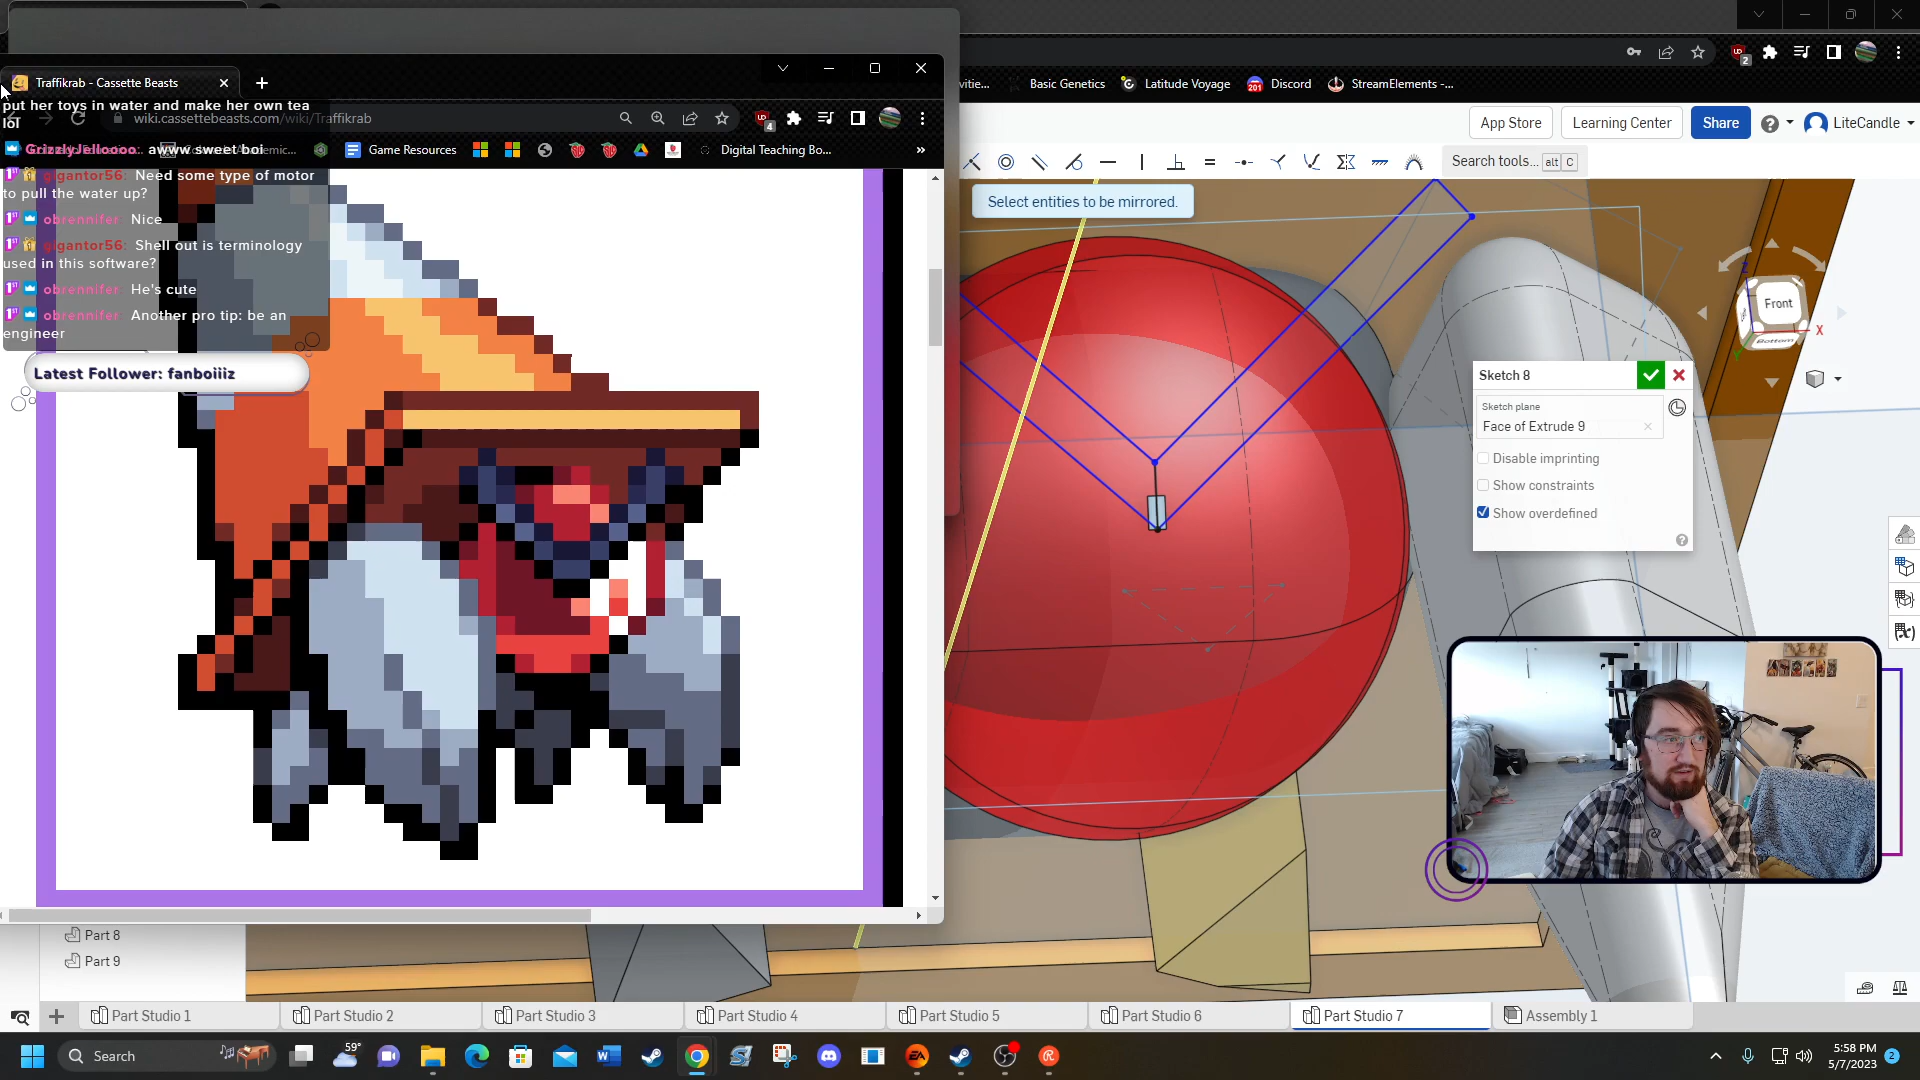 Traffikrab - Cassette Beasts
put her toys in water and make her own tea
lol
wiki.cassettebeasts.com/wiki/Traffikrab
GrizzlyJelloooo: awww sweet boi
Game Resources
Digital Teaching Bo...
»
gigantor56: Need some type of motor
to pull the water up?
obrennifer: Nice
gigantor56: Shell out is terminology
used in this software?
obrennifer: He's cute
obrennifer: Another pro tip: be an
engineer
Latest Follower: fanboiiiz
Basic Genetics
Latitude Voyage
Discord
StreamElements -...
App Store
Learning Center
Share
LiteCandle
Search tools... alt C
Select entities to be mirrored.
Front
Bottom
X
Sketch 8
Sketch plane
Face of Extrude 9
Disable imprinting
Show constraints
Show overdefined
Part 8
Part 9
Part Studio 1
Part Studio 2
Part Studio 3
Part Studio 4
Part Studio 5
Part Studio 6
Part Studio 7
Assembly 1
Search
59°
5:58 PM
5/7/2023
2